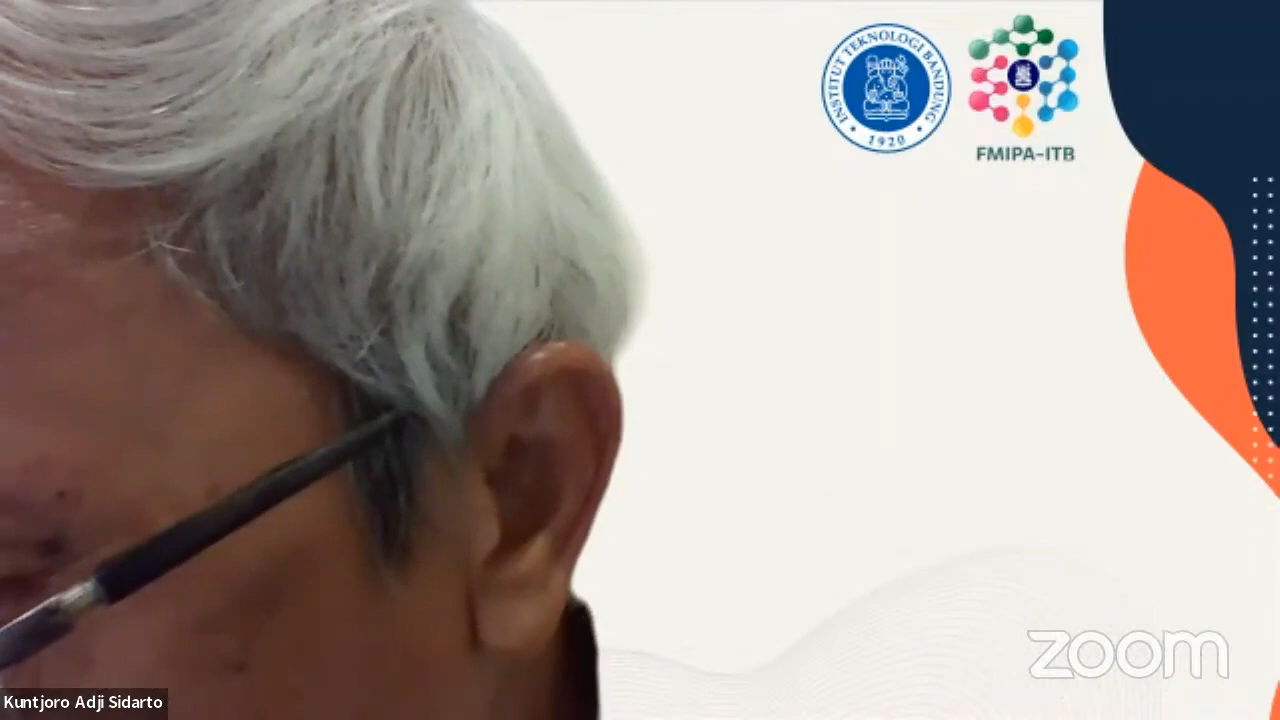 INSTITUT TEKNOLOGI BANDUNG
• 1920 •
FMIPA-ITB
zoom
Kuntjoro Adji Sidarto